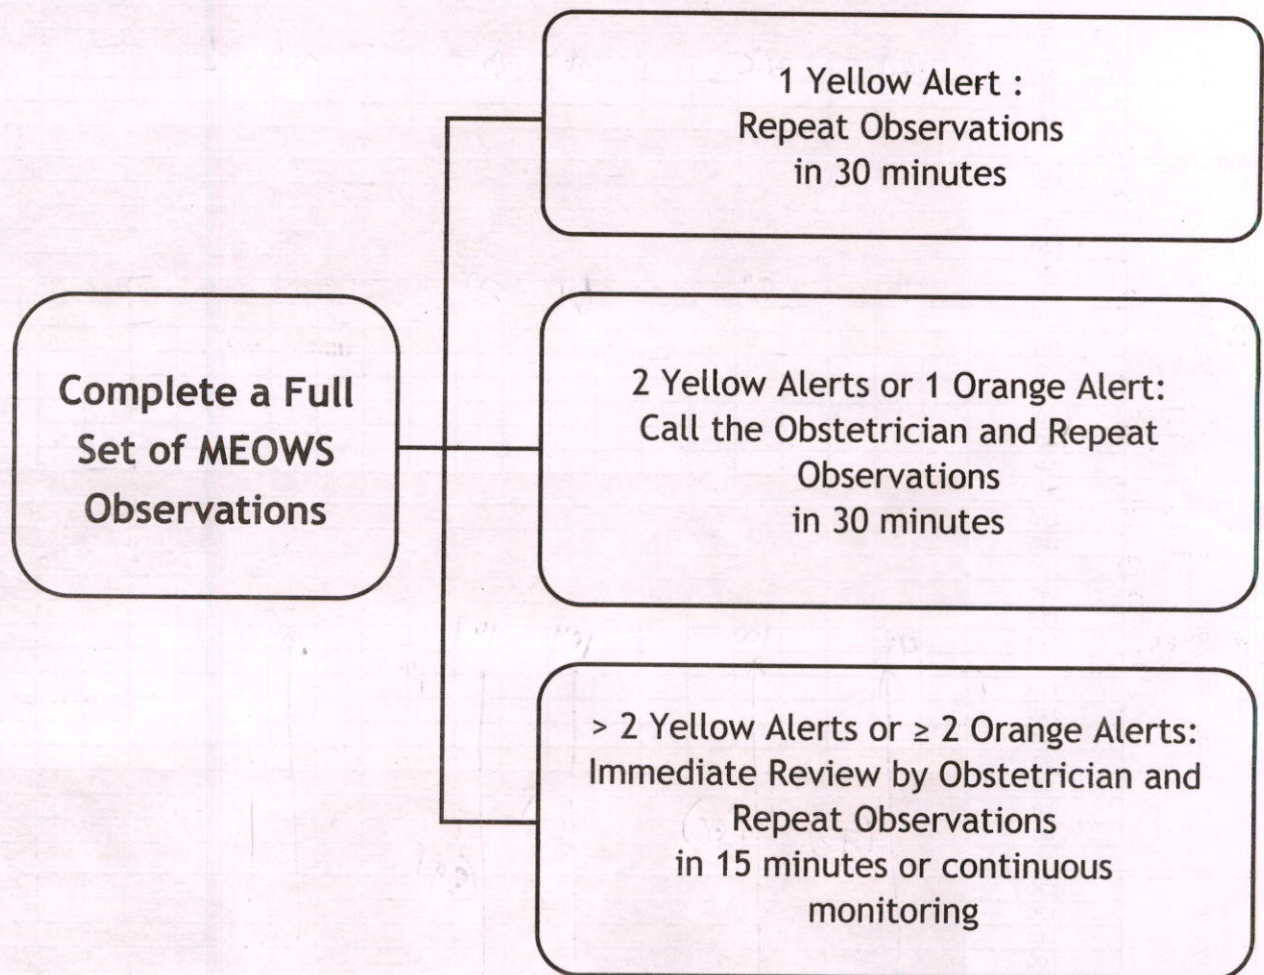 1 Yellow Alert :
Repeat Observations
in 30 minutes
Complete a Full
Set of MEOWS
Observations
2 Yellow Alerts or 1 Orange Alert:
Call the Obstetrician and Repeat
Observations
in 30 minutes
> 2 Yellow Alerts or ≥ 2 Orange Alerts:
Immediate Review by Obstetrician and
Repeat Observations
in 15 minutes or continuous
monitoring